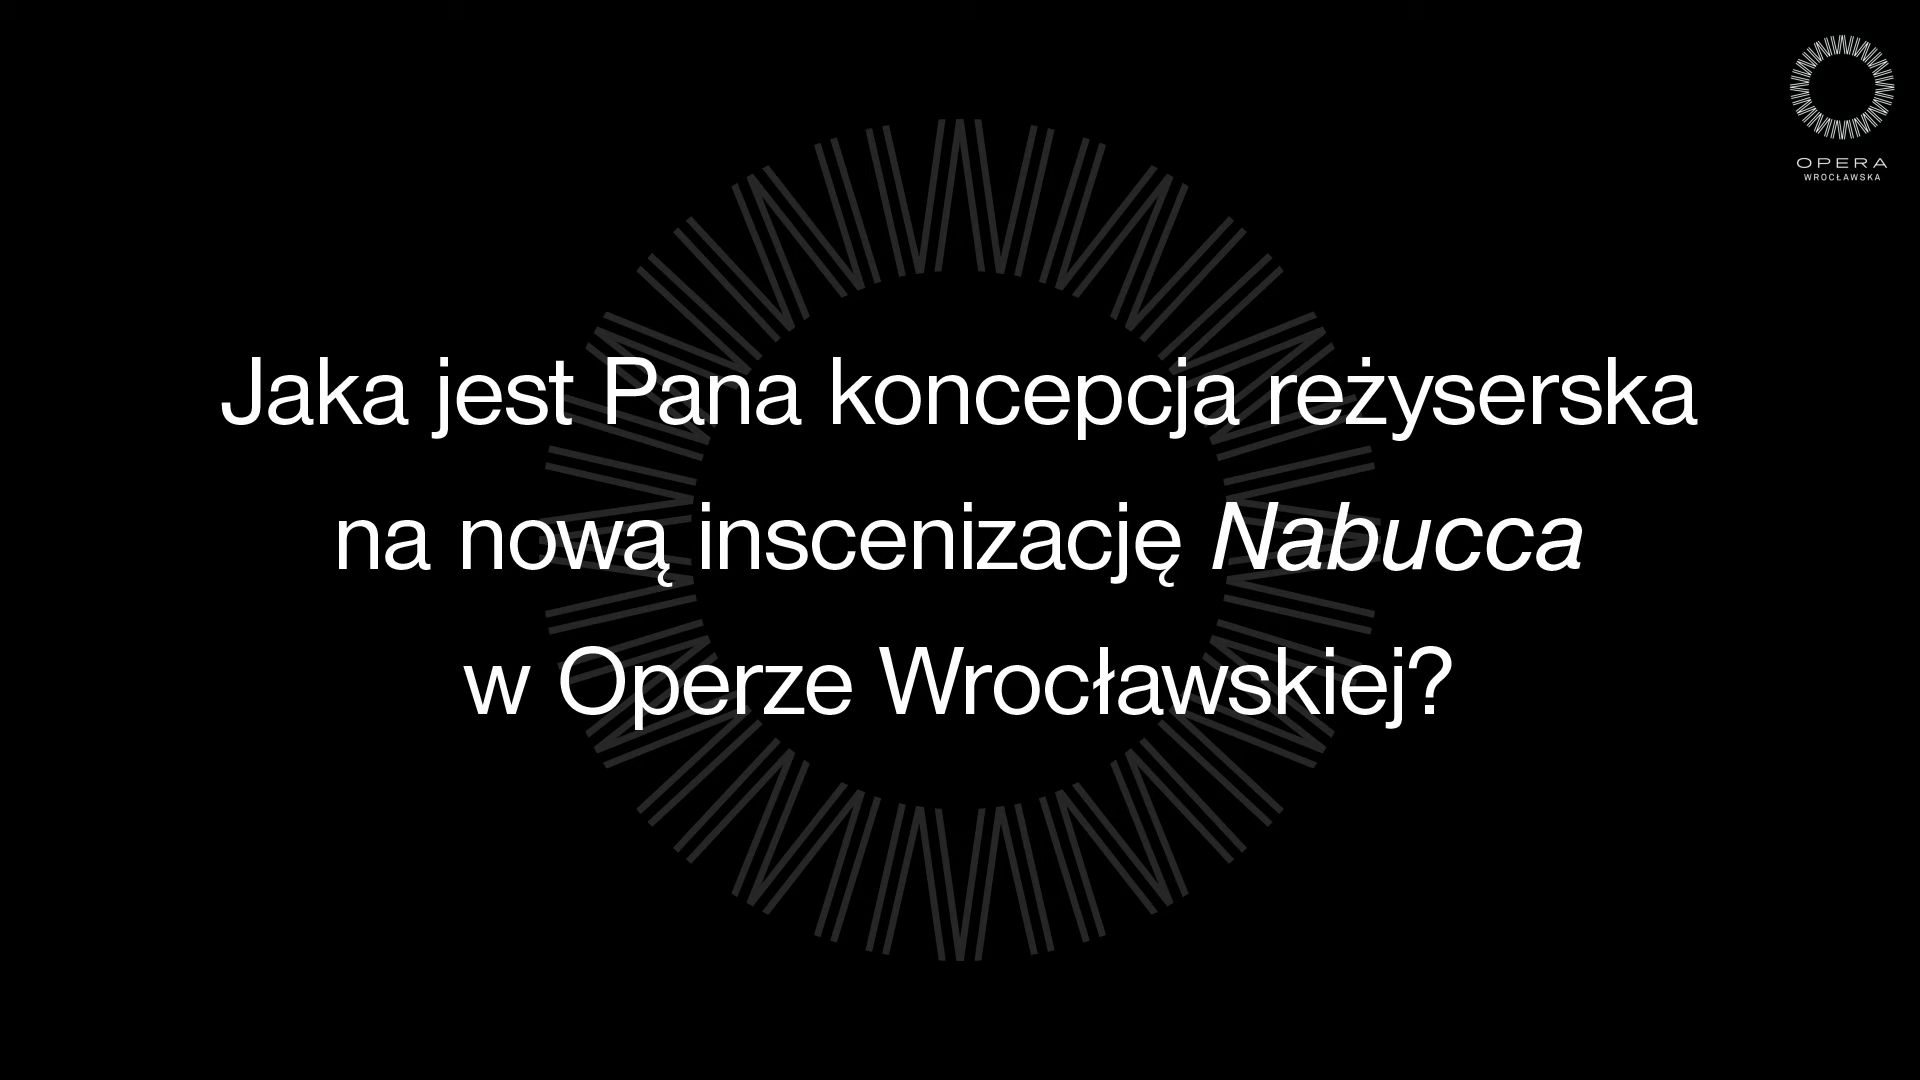 OPERA
WROCŁAWSKA
Jaka jest Pana koncepcja reżyserska
na nową inscenizację Nabucca
w Operze Wrocławskiej?